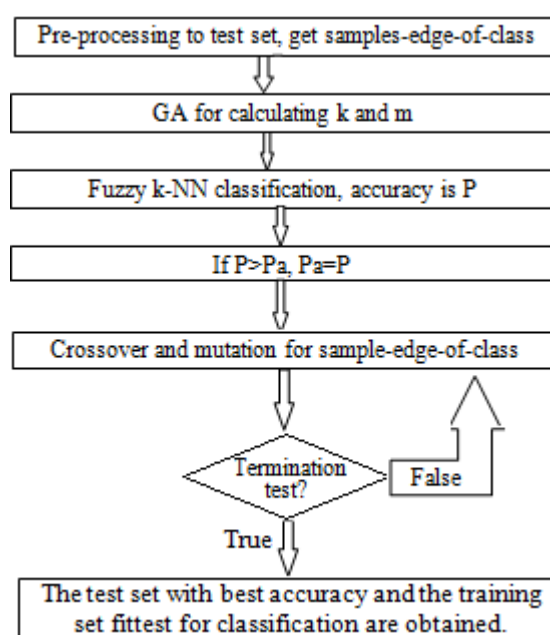 Pre-processing to test set, get samples-edge-of-class
GA for calculating k and m
Fuzzy k-NN classification, accuracy is P
If P>Pa, Pa=P
Crossover and mutation for sample-edge-of-class
Termination
test?
False
True
The test set with best accuracy and the training
set fittest for classification are obtained.